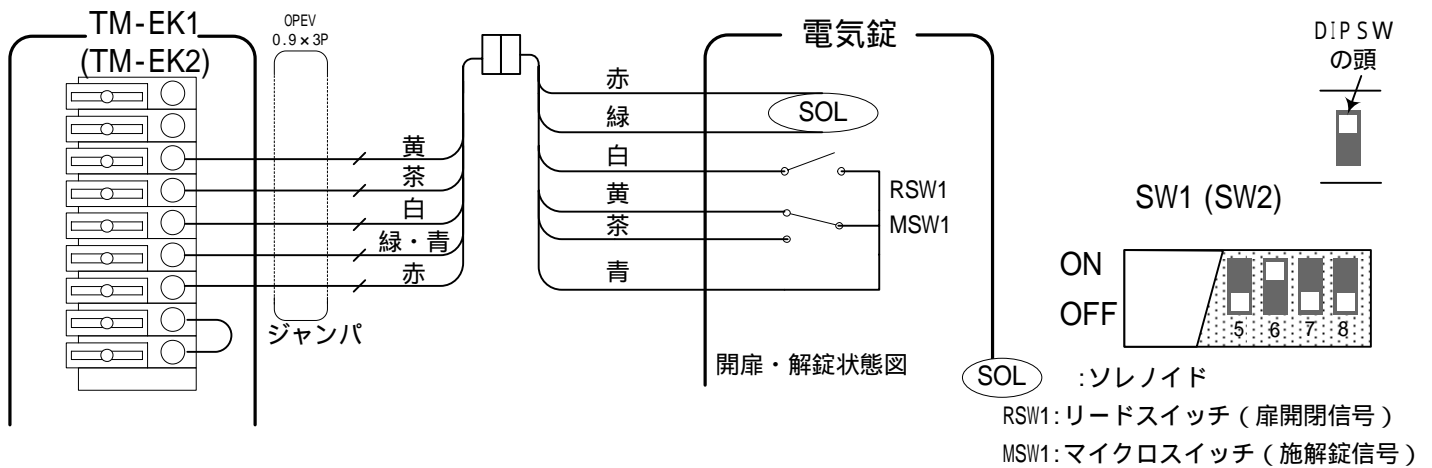 TM-EK1
(TM-EK2)
OPEV
0.9×3P
黄
茶
白
緑・青
赤
ジャンパ
赤
緑
白
黄
茶
青
電気錠
SOL
RSW1
MSW1
開扉・解錠状態図
DIPSW
の頭
SW1 (SW2)
ON
OFF
5 6 7 8
SOL :ソレノイド
RSW1:リードスイッチ(扉開閉信号)
MSW1:マイクロスイッチ(施解錠信号)